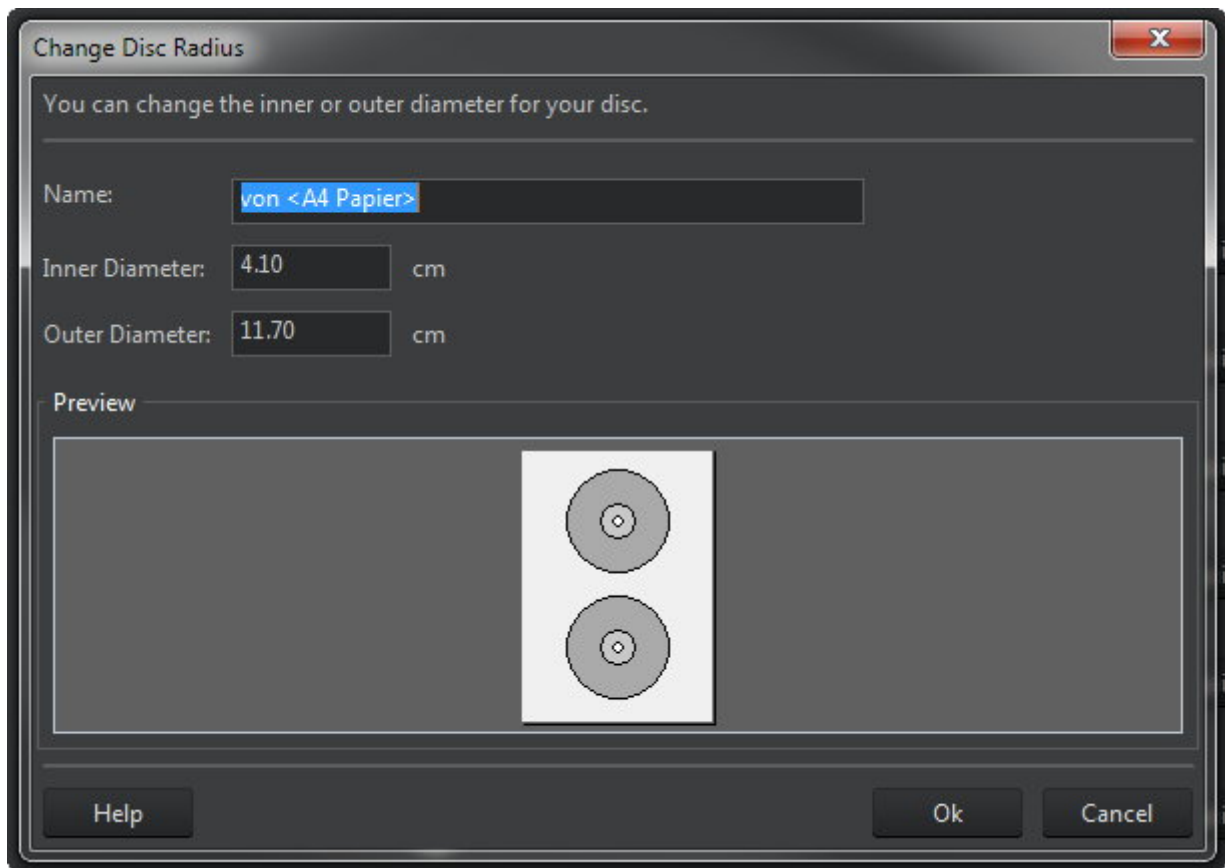 Change Disc Radius
You can change the inner or outer diameter for your disc.
Name: von <A4 Papier>
Inner Diameter: 4.10 cm
Outer Diameter: 11.70 cm
Preview
Help Ok Cancel